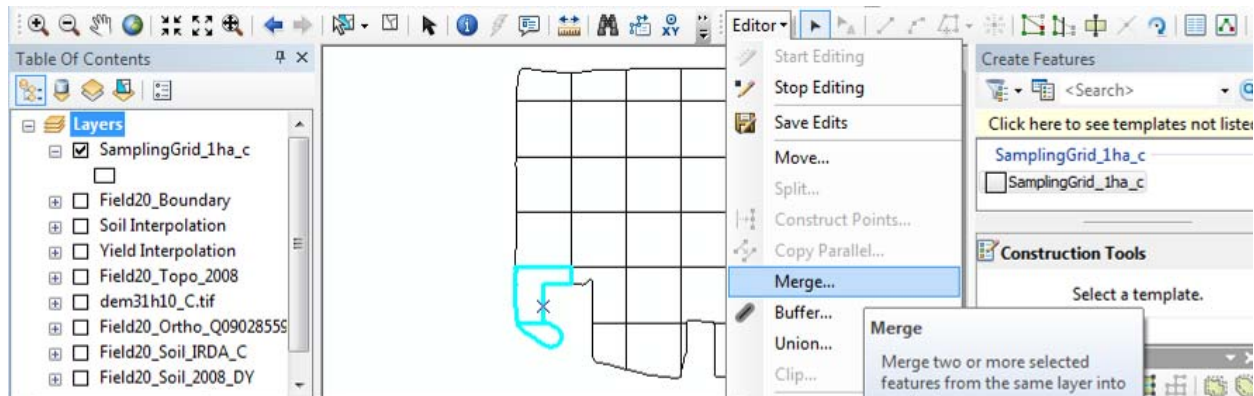 Editor
Table Of Contents
Layers
SamplingGrid_1ha_c
Field20_Boundary
Soil Interpolation
Yield Interpolation
Field20_Topo_2008
dem31h10_C.tif
Field20_Ortho_Q09028559
Field20_Soil_IRDA_C
Field20_Soil_2008_DY
Start Editing
Stop Editing
Save Edits
Move...
Split...
Construct Points...
Copy Parallel...
Merge...
Buffer...
Union...
Clip...
Merge
Merge two or more selected
features from the same layer into
Create Features
<Search>
Click here to see templates not listed
SamplingGrid_1ha_c
SamplingGrid_1ha_c
Construction Tools
Select a template.
XY